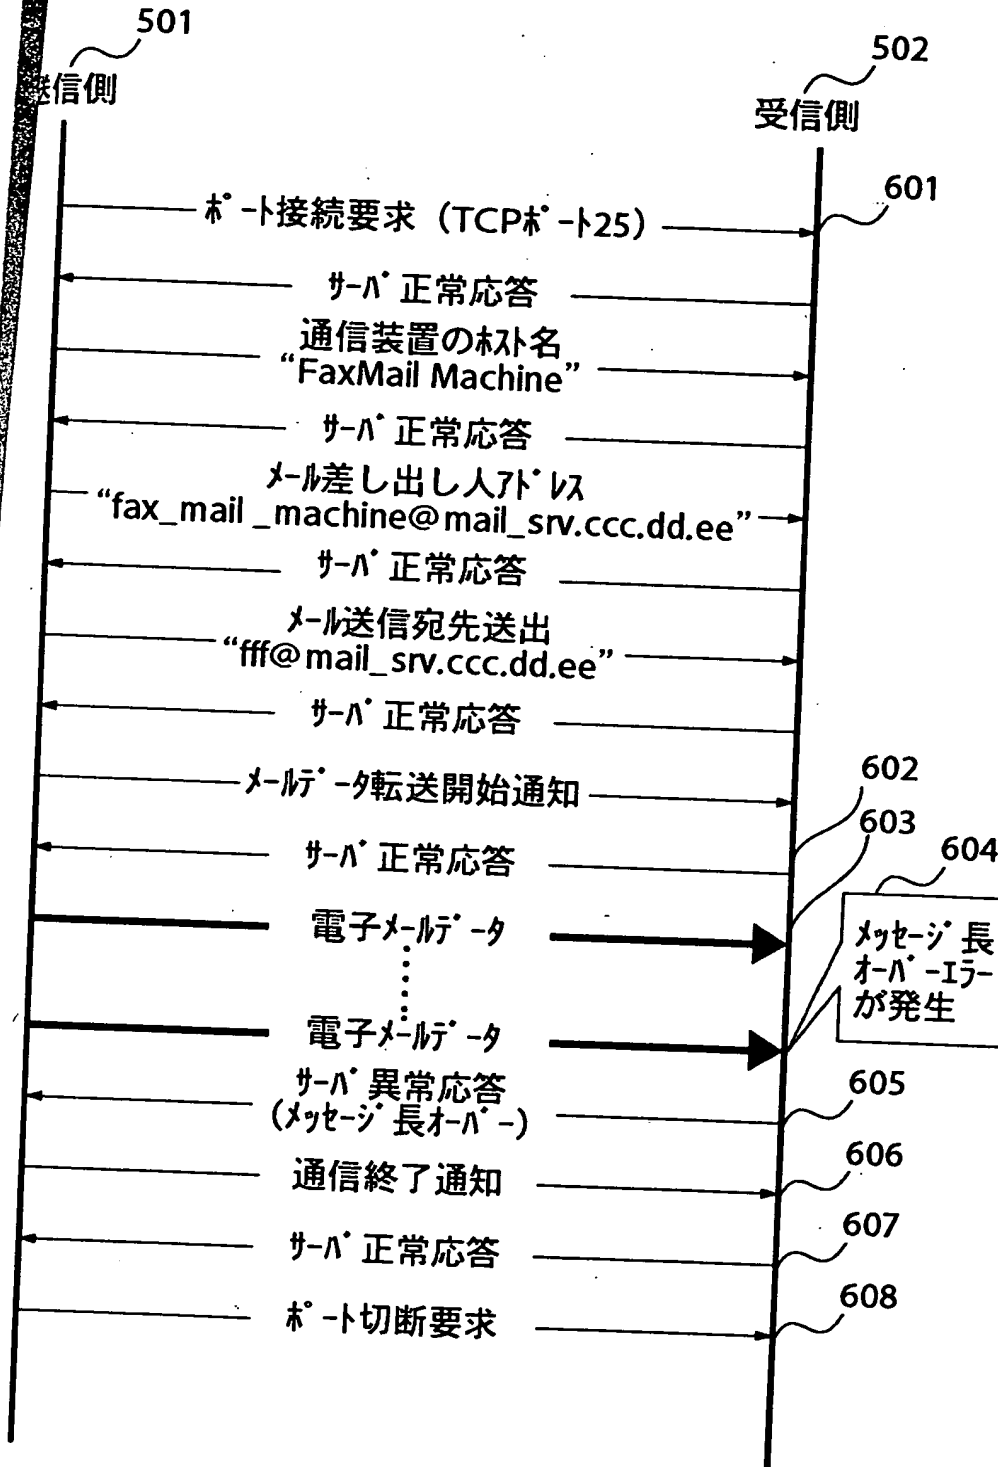 501
502
送信側
受信側
601
ポート接続要求（TCPポート25）
サーバ正常応答
通信装置のホスト名
“FaxMail Machine”
サーバ正常応答
メール差し出し人アドレス
“fax_mail _machine@mail_srv.ccc.dd.ee”
サーバ正常応答
メール送信宛先送出
“fff@mail_srv.ccc.dd.ee”
サーバ正常応答
602
メールデータ転送開始通知
603
604
サーバ正常応答
電子メールデータ
メッセージ長
オーバーエラー
が発生
電子メールデータ
サーバ異常応答
(メッセージ長オーバー)
605
606
通信終了通知
607
サーバ正常応答
608
ポート切断要求